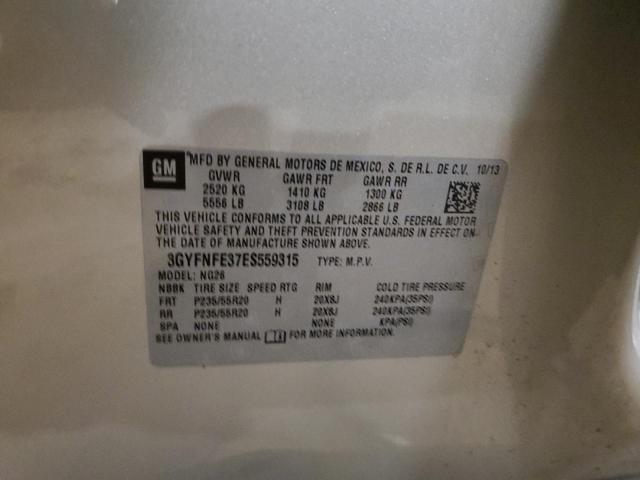 GM MFD BY GENERAL MOTORS DE MEXICO, S. DE R.L. DE C.V. 10/13
GVWR GAWR FRT GAWR RR
2520 KG 1410 KG 1300 KG
5556 LB 3108 LB 2866 LB
THIS VEHICLE CONFORMS TO ALL APPLICABLE U.S. FEDERAL MOTOR
VEHICLE SAFETY AND THEFT PREVENTION STANDARDS IN EFFECT ON
THE DATE OF MANUFACTURE SHOWN ABOVE.
3GYFNFE37ES559315 TYPE: M.P.V.
MODEL: NG26
NBBK TIRE SIZE SPEED RTG RIM COLD TIRE PRESSURE
FRT P235/55R20 H 20X8J 240KPA(35PSI)
RR P235/55R20 H 20X8J 240KPA(35PSI)
SPA NONE NONE KPA(PSI)
SEE OWNER'S MANUAL FOR MORE INFORMATION.